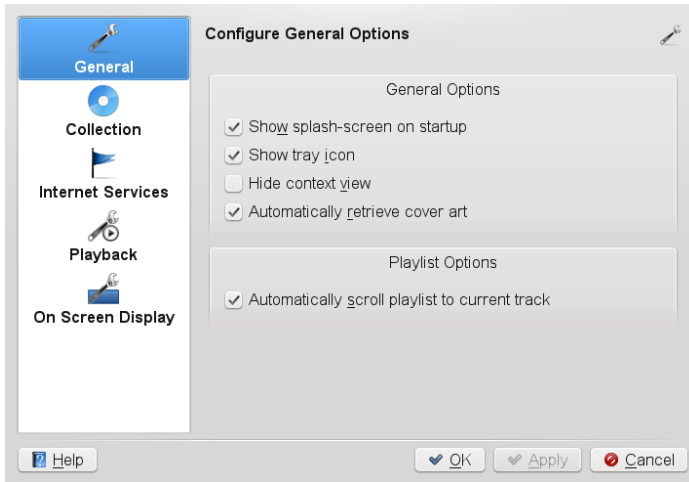 General
Collection
Internet Services
Playback
On Screen Display
Configure General Options
General Options
Show splash-screen on startup
Show tray icon
Hide context view
Automatically retrieve cover art
Playlist Options
Automatically scroll playlist to current track
Help
OK
Apply
Cancel